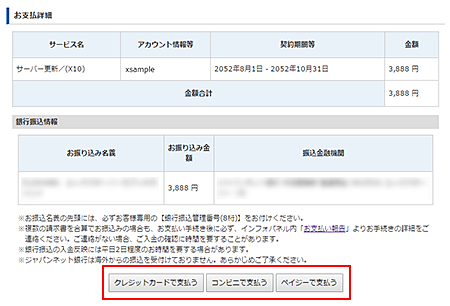 お支払詳細
サービス名 アカウント情報等 契約期間等 金額
サーバー更新／(X10) xsample 2052年8月1日 - 2052年10月31日 3,888 円
金額合計 3,888 円
銀行振込情報
お振り込み名義 お振り込み金額 振込金融機関
3,888 円
※お振込名義の先頭には、必ずお客様専用の【銀行振込管理番号(8桁)】をおつけください。
※複数の請求書を合算でお振込みの場合も、お支払い手続き後に必ず、インフォパネル内「お支払い報告」よりお手続きの詳細をご
連絡ください。ご連絡がない場合、ご入金の確認に時間を要することがあります。
※銀行振込の入金反映には平日2日程度のお時間を要する場合があります。
※ジャパンネット銀行は海外からの振込を受付けておりません。あらかじめご了承ください。
クレジットカードで支払う コンビニで支払う ペイジーで支払う